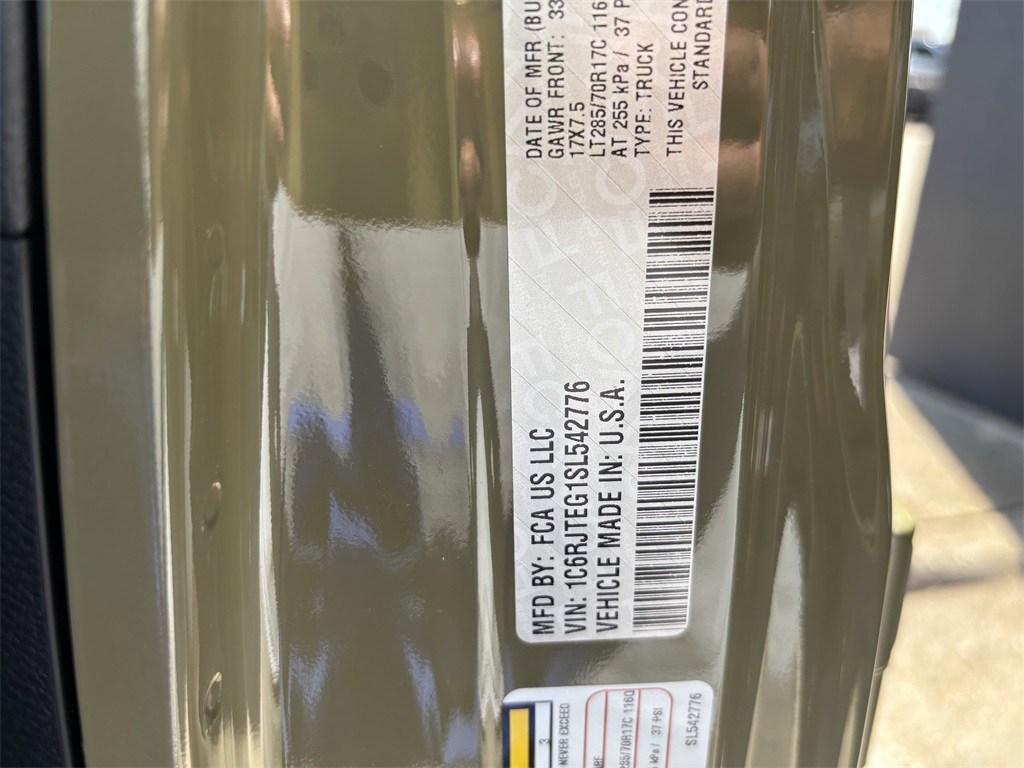 MFD BY: FCA US LLC
VIN: 1C6RJTEG1SL542776
VEHICLE MADE IN: U.S.A.
DATE OF MFR (BU
GAWR FRONT: 33
17X7.5
LT285/70R17C 116
AT 255 kPa / 37 P
TYPE: TRUCK
THIS VEHICLE CON
STANDARD
3
NEVER EXCEED
285/70R17C 116Q
kPa / 37 PSI
SL542776